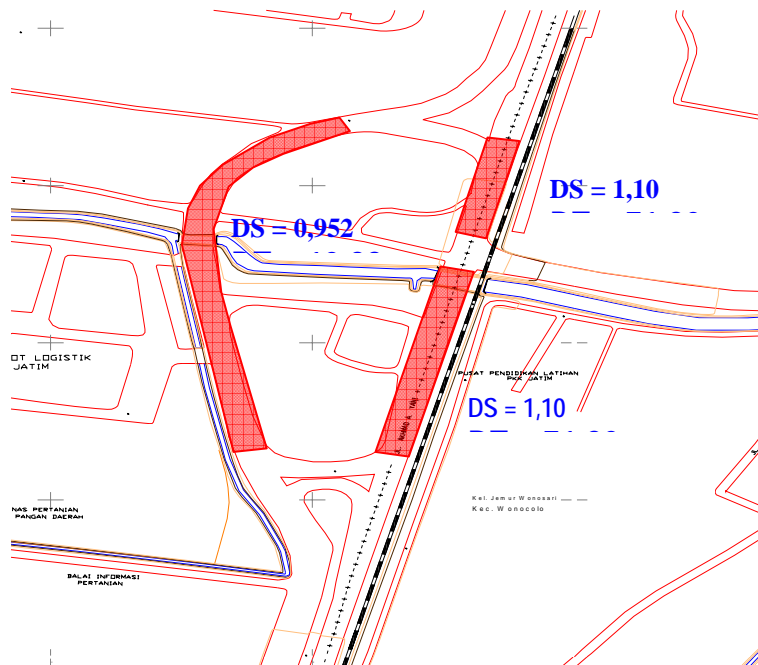 DS = 1,10
DS = 0,952
OT LOGISTIK
JATIM
PUSAT PENDIDIKAN LATIHAN
PKK JATIM
DS = 1,10
Kel. Jemur Wonosari
Kec. Wonocolo
NAS PERTANIAN
PANGAN DAERAH
BALAI INFORMASI
PERTANIAN